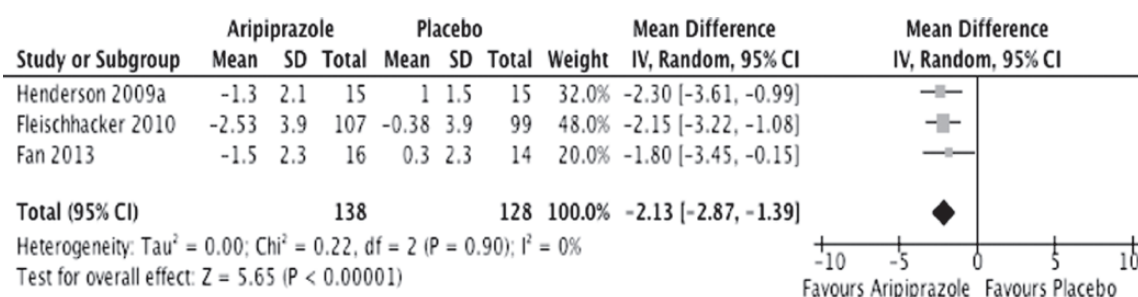 Aripiprazole Placebo Mean Difference Mean Difference
Study or Subgroup Mean SD Total Mean SD Total Weight IV, Random, 95% CI IV, Random, 95% CI
Henderson 2009a -1.3 2.1 15 1 1.5 15 32.0% -2.30 [-3.61, -0.99]
Fleischhacker 2010 -2.53 3.9 107 -0.38 3.9 99 48.0% -2.15 [-3.22, -1.08]
Fan 2013 -1.5 2.3 16 0.3 2.3 14 20.0% -1.80 [-3.45, -0.15]
Total (95% CI) 138 128 100.0% -2.13 [-2.87, -1.39]
Heterogeneity: Tau² = 0.00; Chi² = 0.22, df = 2 (P = 0.90); I² = 0%
Test for overall effect: Z = 5.65 (P < 0.00001)
-10 -5 0 5 10
Favours Aripiprazole Favours Placebo